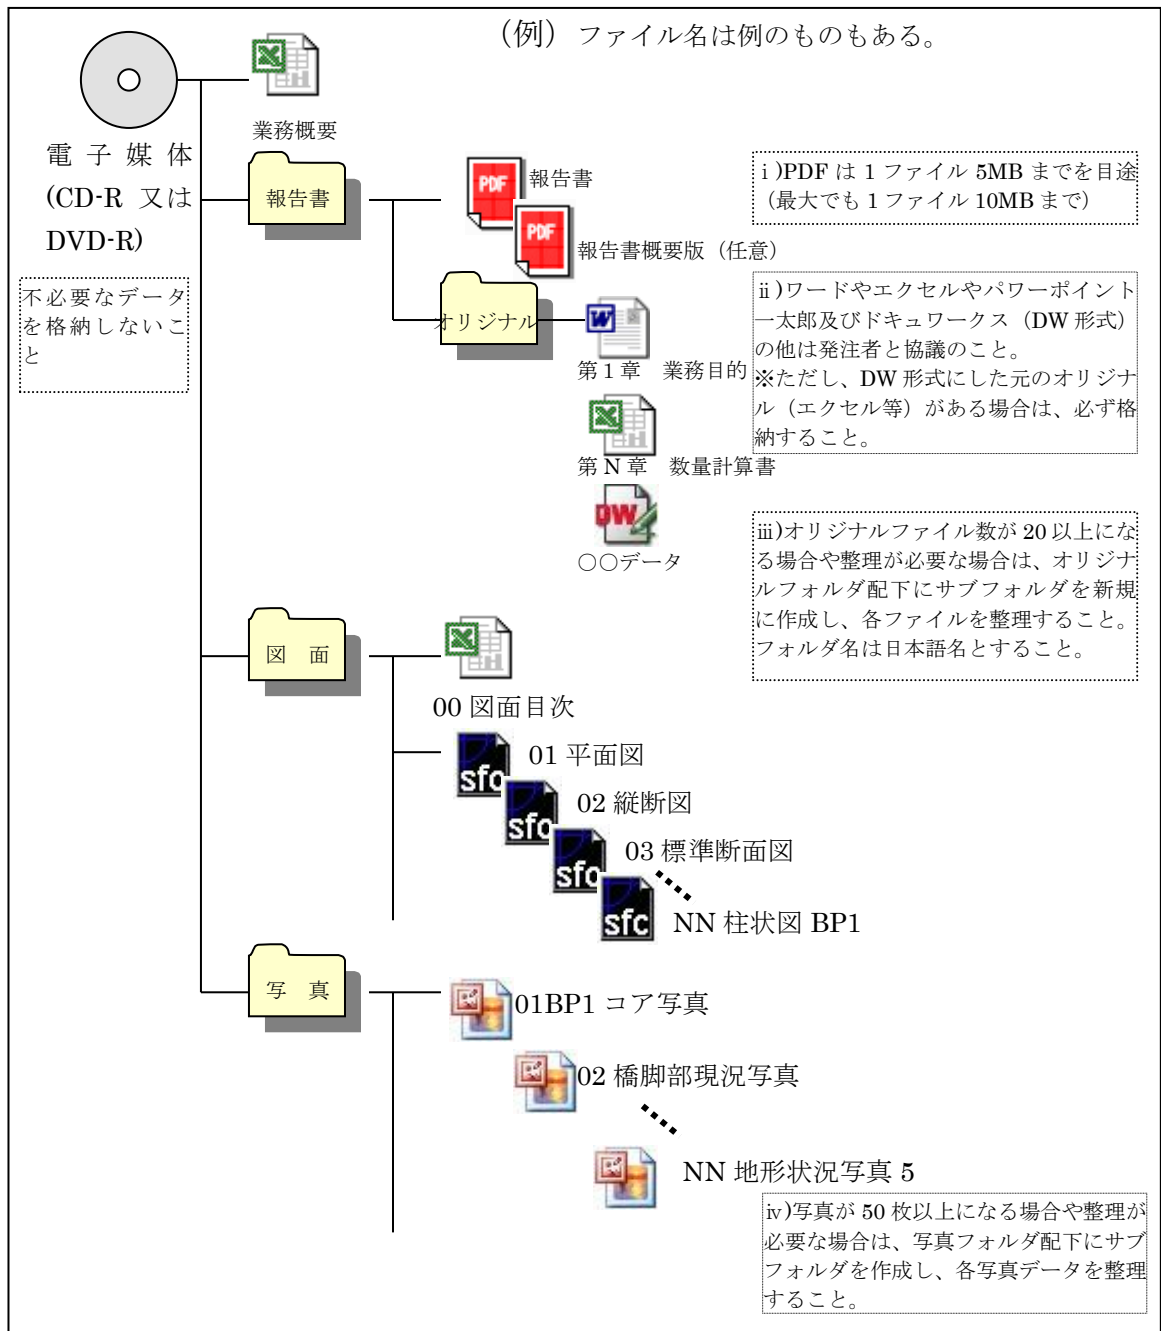 （例）ファイル名は例のものもある。
業務概要
電子媒体
(CD-R 又は
DVD-R)
不必要なデータ
を格納しないこ
と
報告書
PDF
報告書
PDF
報告書概要版（任意）
ⅰ)PDF は 1 ファイル 5MB までを目途
（最大でも 1 ファイル 10MB まで）
オリジナル
W
第 1 章　業務目的
第 N 章　数量計算書
DW
○○データ
ⅱ)ワードやエクセルやパワーポイント
一太郎及びドキュワークス（DW 形式）
の他は発注者と協議のこと。
※ただし、DW 形式にした元のオリジナ
ル（エクセル等）がある場合は、必ず格
納すること。
ⅲ)オリジナルファイル数が 20 以上にな
る場合や整理が必要な場合は、オリジナ
ルフォルダ配下にサブフォルダを新規
に作成し、各ファイルを整理すること。
フォルダ名は日本語名とすること。
図　面
00 図面目次
sfc
01 平面図
sfc
02 縦断図
sfc
03 標準断面図
sfc
NN 柱状図 BP1
写　真
01BP1 コア写真
02 橋脚部現況写真
NN 地形状況写真 5
ⅳ)写真が 50 枚以上になる場合や整理が
必要な場合は、写真フォルダ配下にサブ
フォルダを作成し、各写真データを整理
すること。